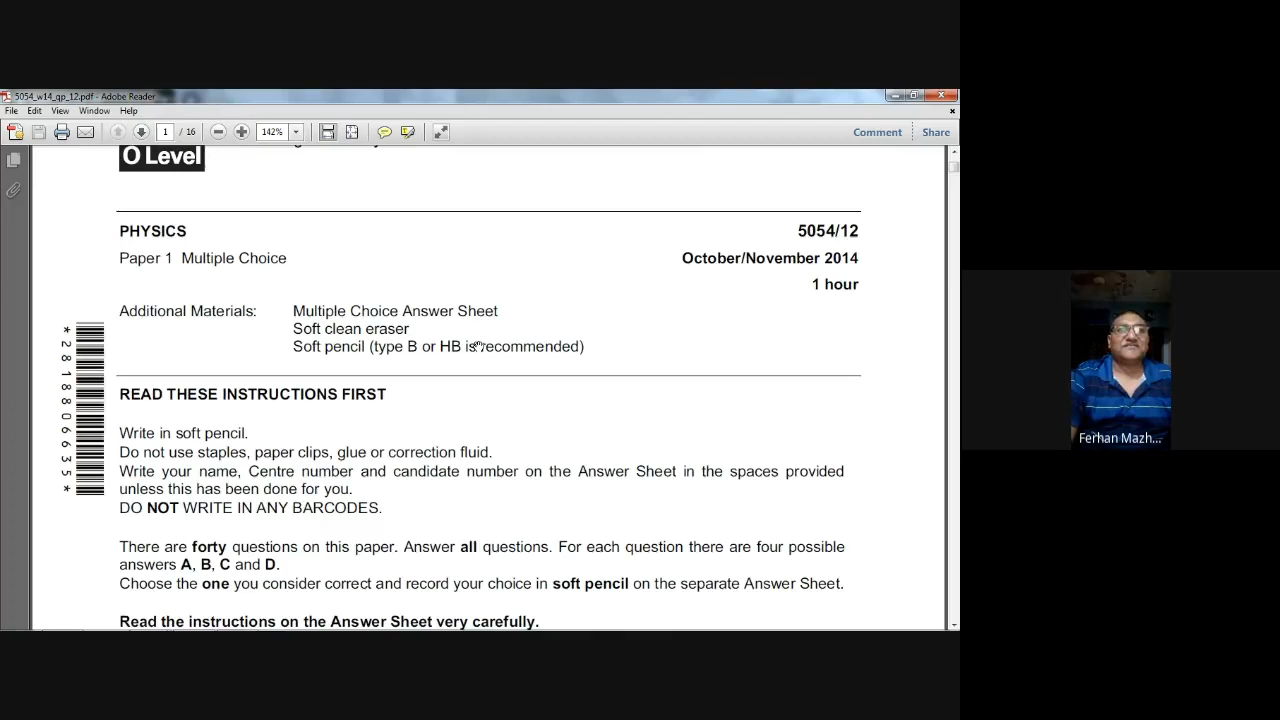 5054_w14_qp_12.pdf - Adobe Reader
File Edit View Window Help
1 / 16 142% Comment Share
O Level
PHYSICS 5054/12
Paper 1 Multiple Choice October/November 2014
1 hour
Additional Materials: Multiple Choice Answer Sheet
Soft clean eraser
Soft pencil (type B or HB is recommended)
*2818806635*
READ THESE INSTRUCTIONS FIRST
Write in soft pencil.
Do not use staples, paper clips, glue or correction fluid.
Write your name, Centre number and candidate number on the Answer Sheet in the spaces provided
unless this has been done for you.
DO NOT WRITE IN ANY BARCODES.
There are forty questions on this paper. Answer all questions. For each question there are four possible
answers A, B, C and D.
Choose the one you consider correct and record your choice in soft pencil on the separate Answer Sheet.
Read the instructions on the Answer Sheet very carefully.
Ferhan Mazh...